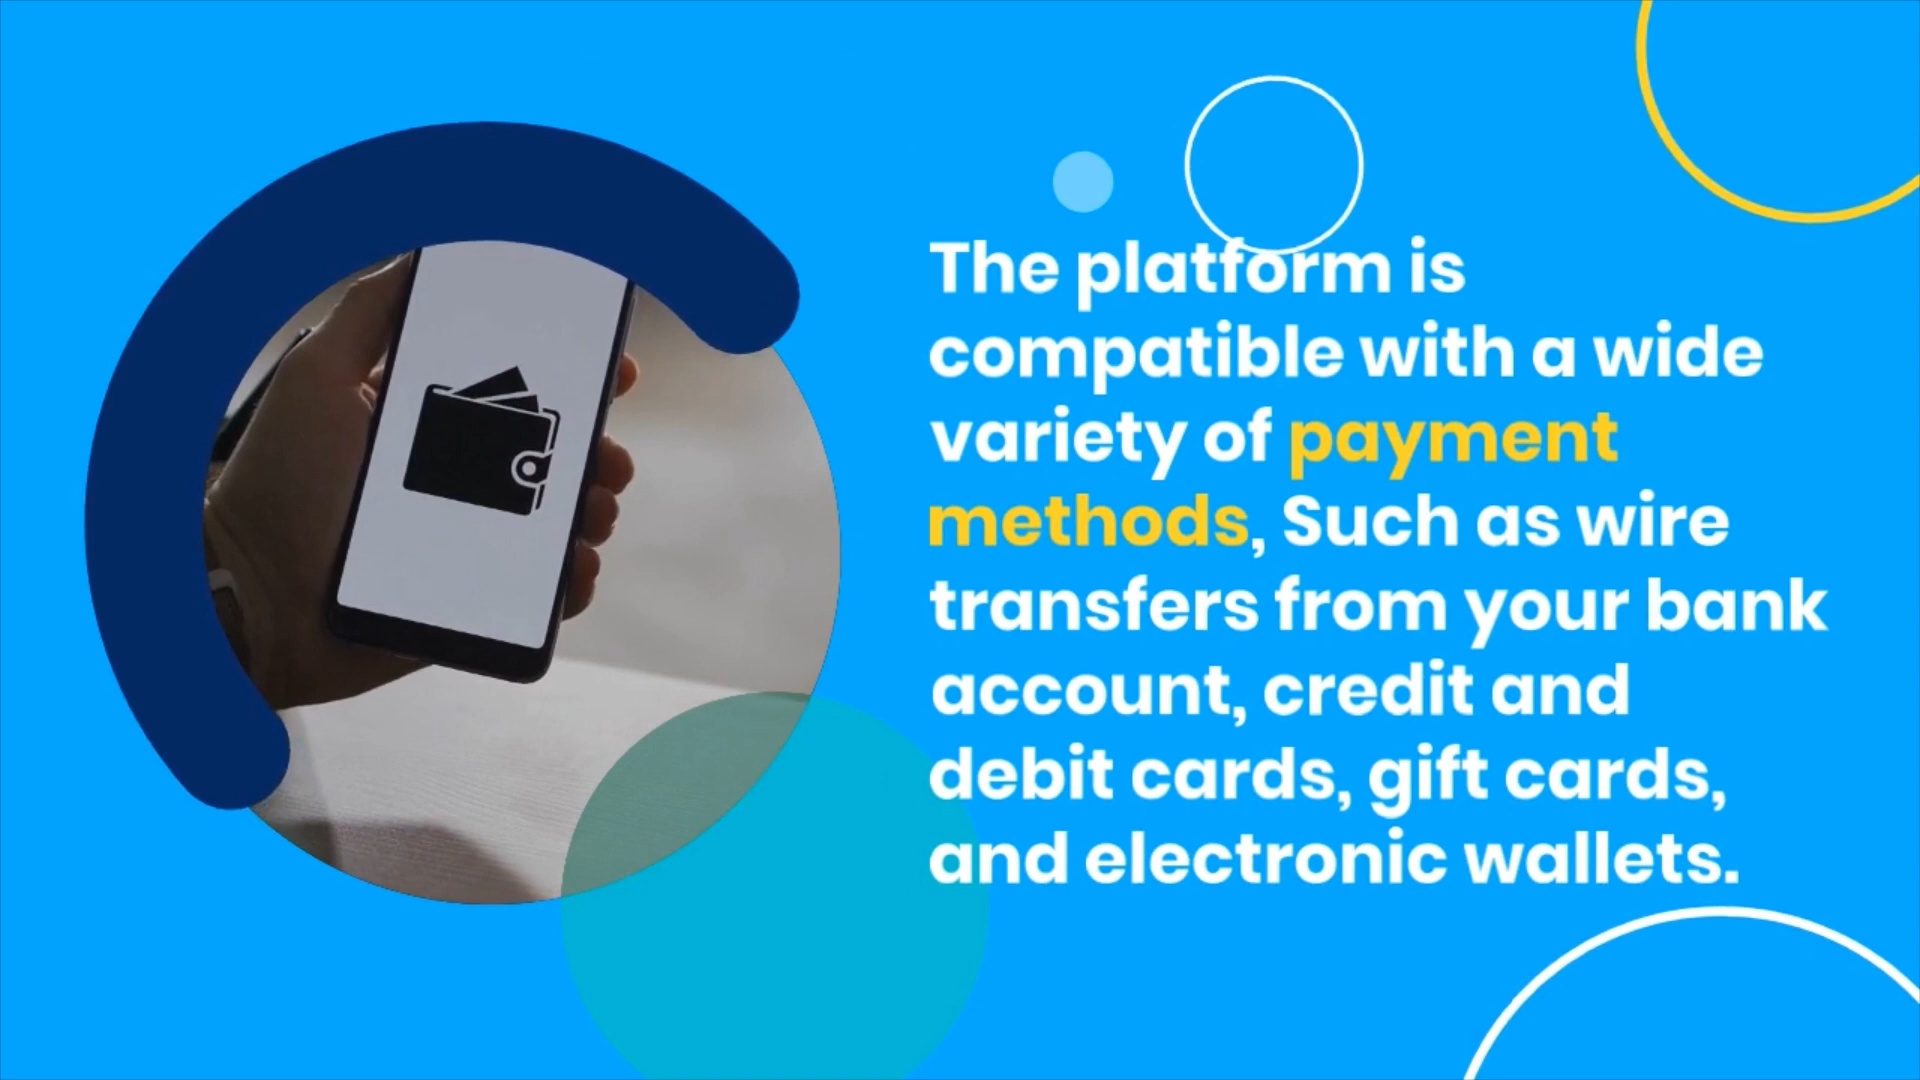 The platform is
compatible with a wide
variety of payment
methods, Such as wire
transfers from your bank
account, credit and
debit cards, gift cards,
and electronic wallets.